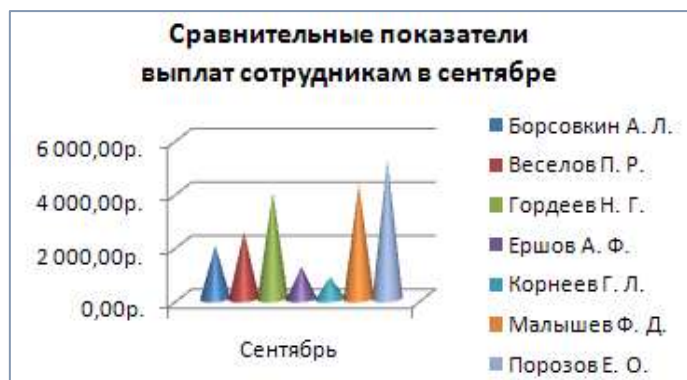 Сравнительные показатели
выплат сотрудникам в сентябре
6 000,00р.
4 000,00р.
2 000,00р.
0,00р.
Сентябрь
Борсовкин А. Л.
Веселов П. Р.
Гордеев Н. Г.
Ершов А. Ф.
Корнеев Г. Л.
Малышев Ф. Д.
Порозов Е. О.